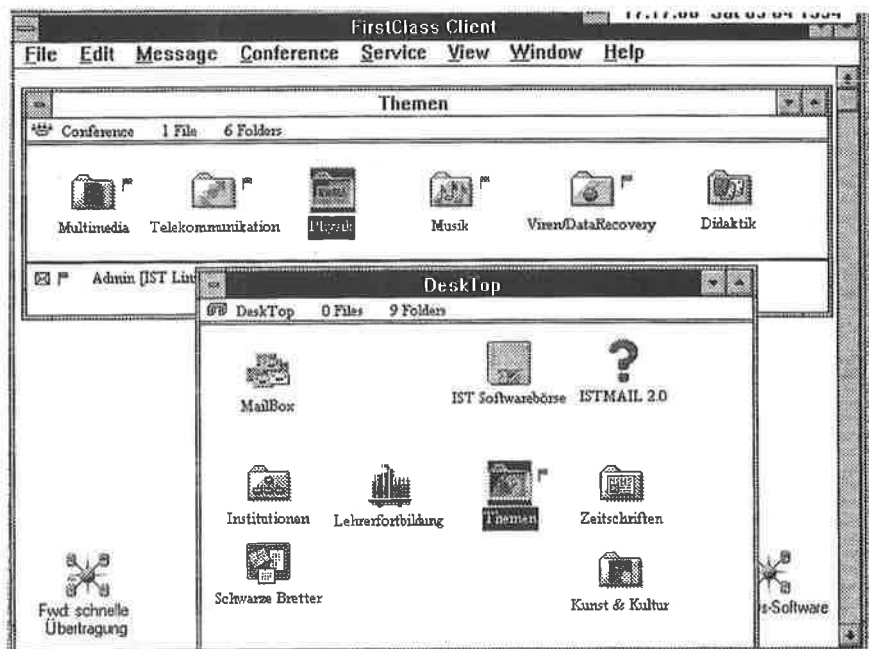 FirstClass Client
File Edit Message Conference Service View Window Help
Themen
Conference 1 File 6 Folders
Multimedia Telekommunikation Physik Musik Viren/DataRecovery Didaktik
Admin [IST Lin
DeskTop
DeskTop 0 Files 9 Folders
MailBox IST Softwarebörse ISTMAIL 2.0
Institutionen Lehrerfortbildung Themen Zeitschriften
Schwarze Bretter Kunst & Kultur
Fwd: schnelle
Übertragung
s-Software